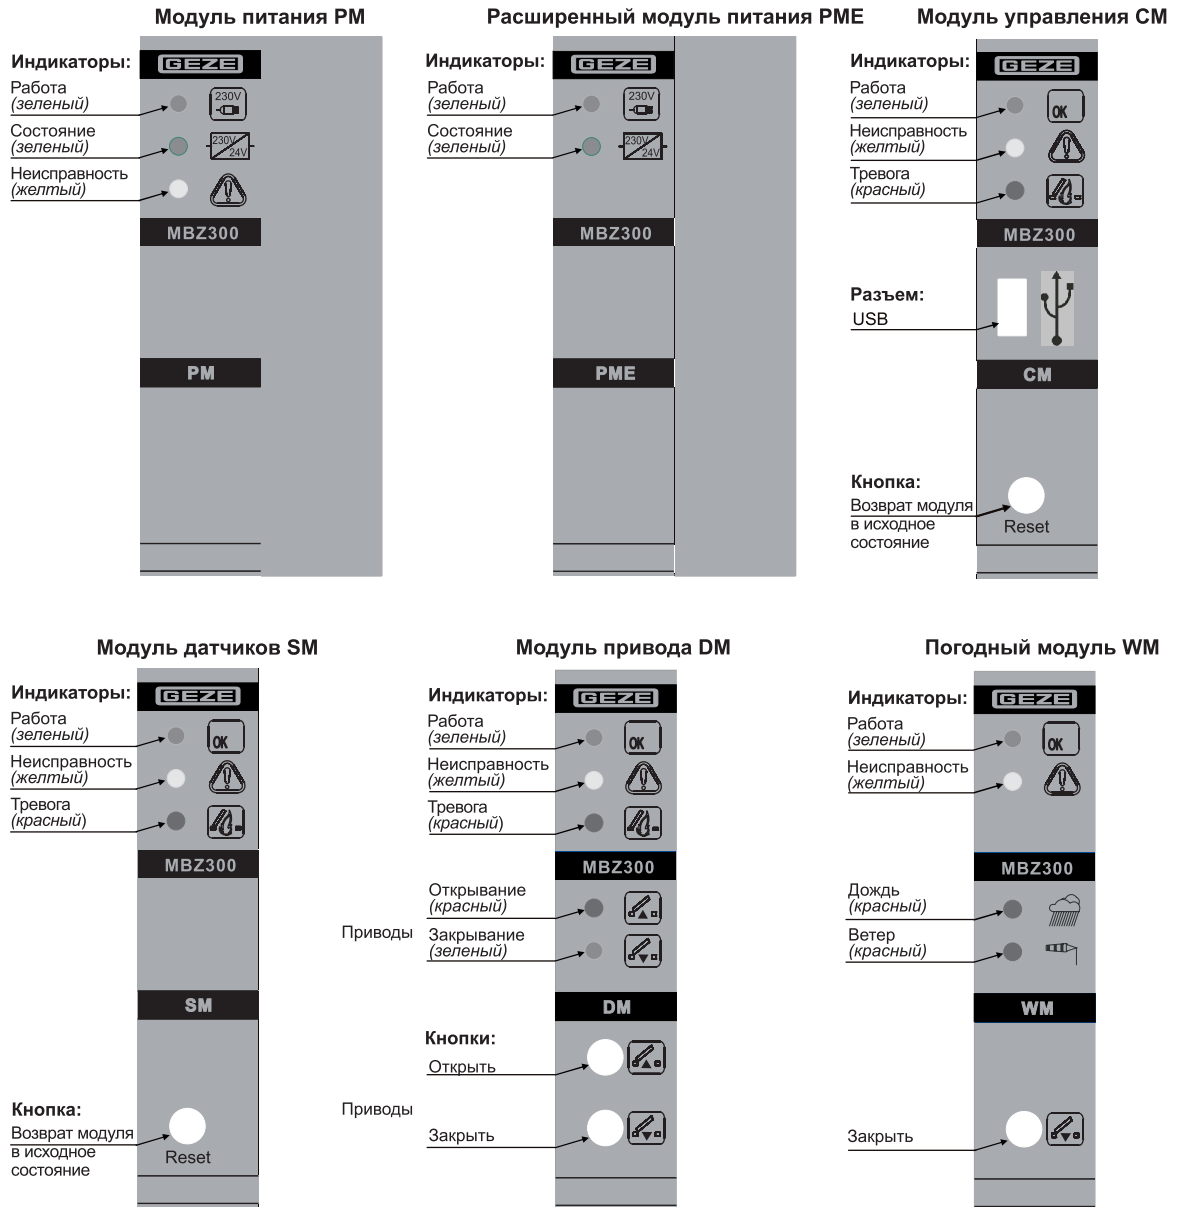 Модуль питания PM
Индикаторы:
GEZE
Работа
(зеленый)
230V
Состояние
(зеленый)
230V
24V
Неисправность
(желтый)
MBZ300
PM
Расширенный модуль питания PME
Индикаторы:
GEZE
Работа
(зеленый)
230V
Состояние
(зеленый)
230V
24V
MBZ300
PME
Модуль управления CM
Индикаторы:
GEZE
Работа
(зеленый)
OK
Неисправность
(желтый)
Тревога
(красный)
MBZ300
Разъем:
USB
CM
Кнопка:
Возврат модуля
в исходное
состояние
Reset
Модуль датчиков SM
Индикаторы:
GEZE
Работа
(зеленый)
OK
Неисправность
(желтый)
Тревога
(красный)
MBZ300
SM
Кнопка:
Возврат модуля
в исходное
состояние
Reset
Модуль привода DM
Индикаторы:
GEZE
Работа
(зеленый)
OK
Неисправность
(желтый)
Тревога
(красный)
MBZ300
Открывание
(красный)
Приводы
Закрывание
(зеленый)
DM
Кнопки:
Открыть
Приводы
Закрыть
Погодный модуль WM
Индикаторы:
GEZE
Работа
(зеленый)
OK
Неисправность
(желтый)
MBZ300
Дождь
(красный)
Ветер
(красный)
WM
Закрыть